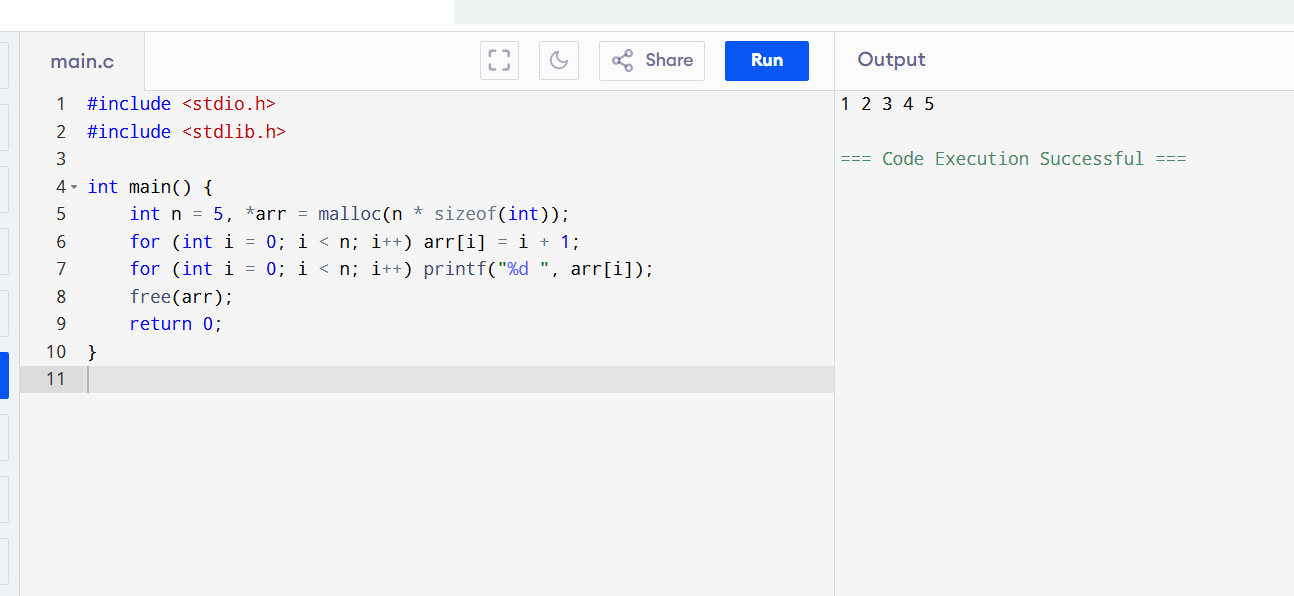 main.c
Share
Run
Output
1 #include <stdio.h>
2 #include <stdlib.h>
3
4 int main() {
5     int n = 5, *arr = malloc(n * sizeof(int));
6     for (int i = 0; i < n; i++) arr[i] = i + 1;
7     for (int i = 0; i < n; i++) printf("%d ", arr[i]);
8     free(arr);
9     return 0;
10 }
11
1 2 3 4 5
=== Code Execution Successful ===